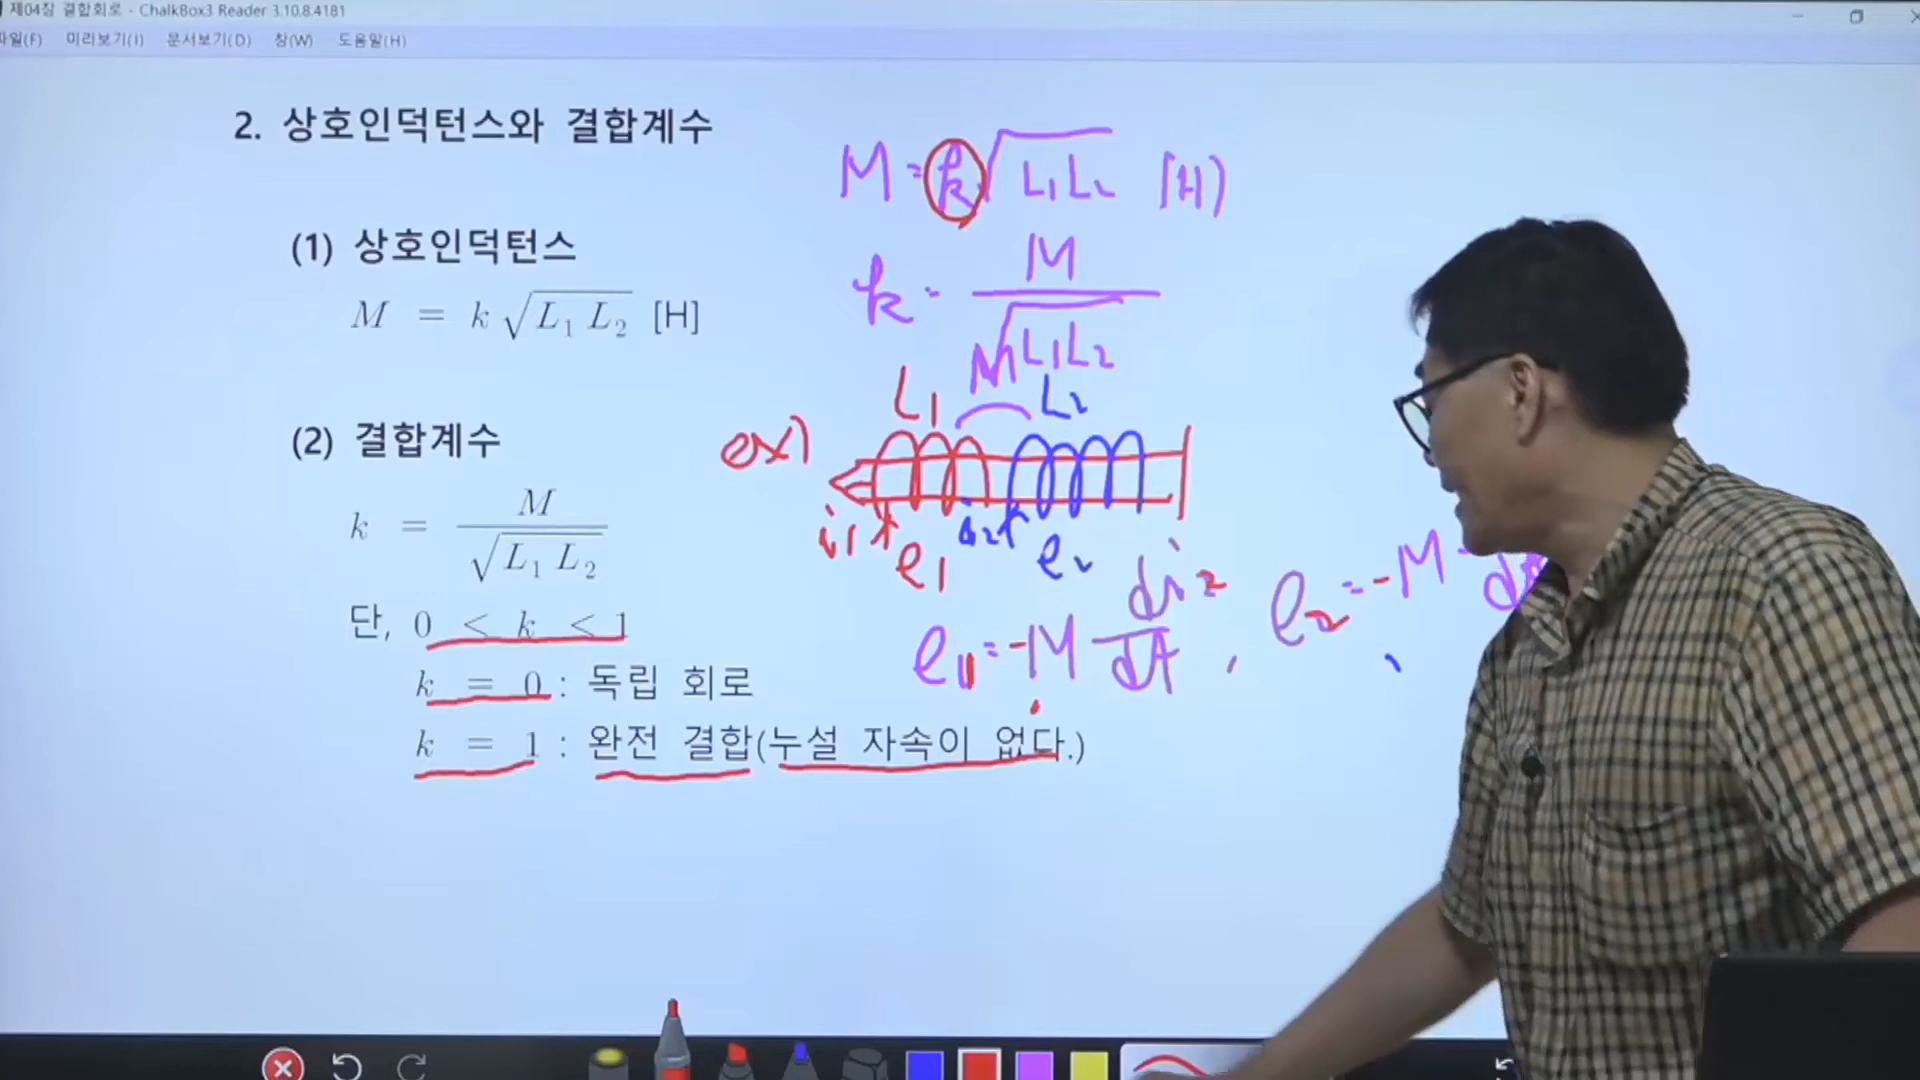 제04장 결합회로 - ChalkBox3 Reader 3.10.8.4181
파일(F) 미리보기(I) 문서보기(D) 창(W) 도움말(H)
2. 상호인덕턴스와 결합계수
(1) 상호인덕턴스
M = k √(L₁ L₂) [H]
(2) 결합계수
k = M / √(L₁ L₂)
단, 0 < k < 1
k = 0 : 독립 회로
k = 1 : 완전 결합(누설 자속이 없다.)
M = k √(L₁L₂) [H]
k = M / √(L₁L₂)
L₁ M L₂
ex)
i₁ e₁ i₂ e₂
e₁ = -M di₂/dt , e₂ = -M